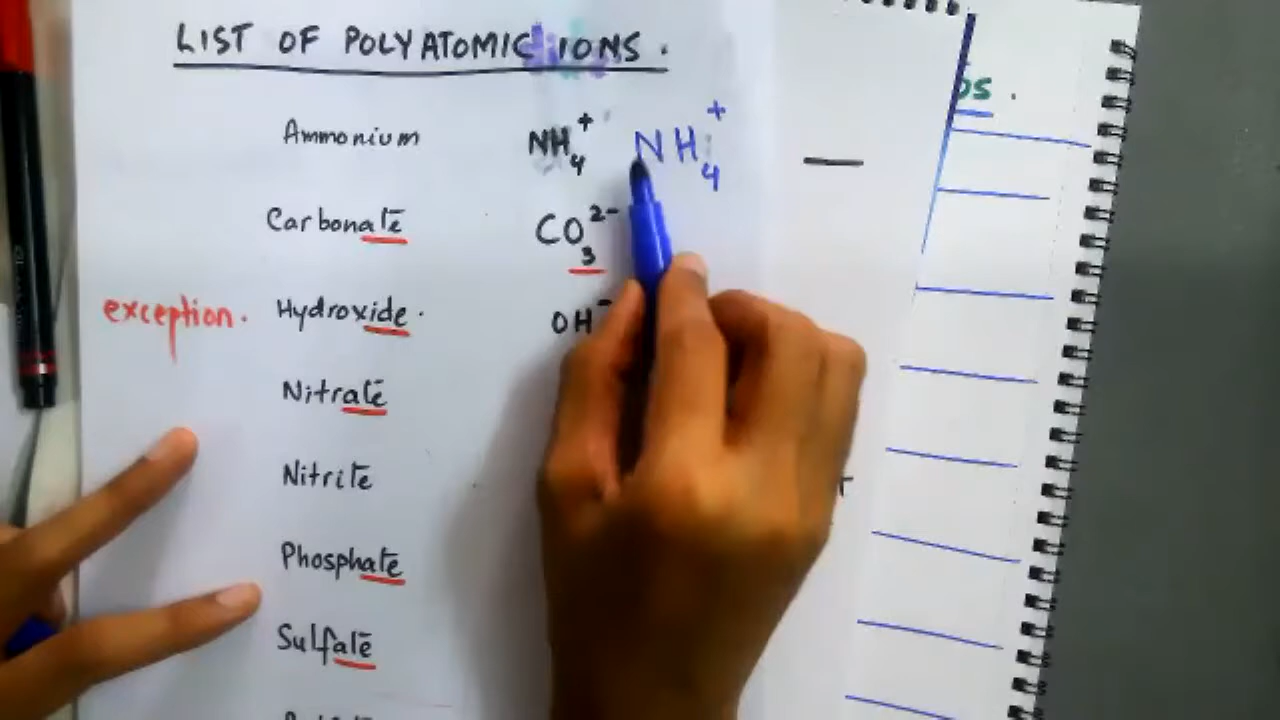 LIST OF POLYATOMIC IONS.
Ammonium NH4+ NH4+
Carbonate CO3 2-
exception. Hydroxide. OH-
Nitrate
Nitrite
Phosphate
Sulfate